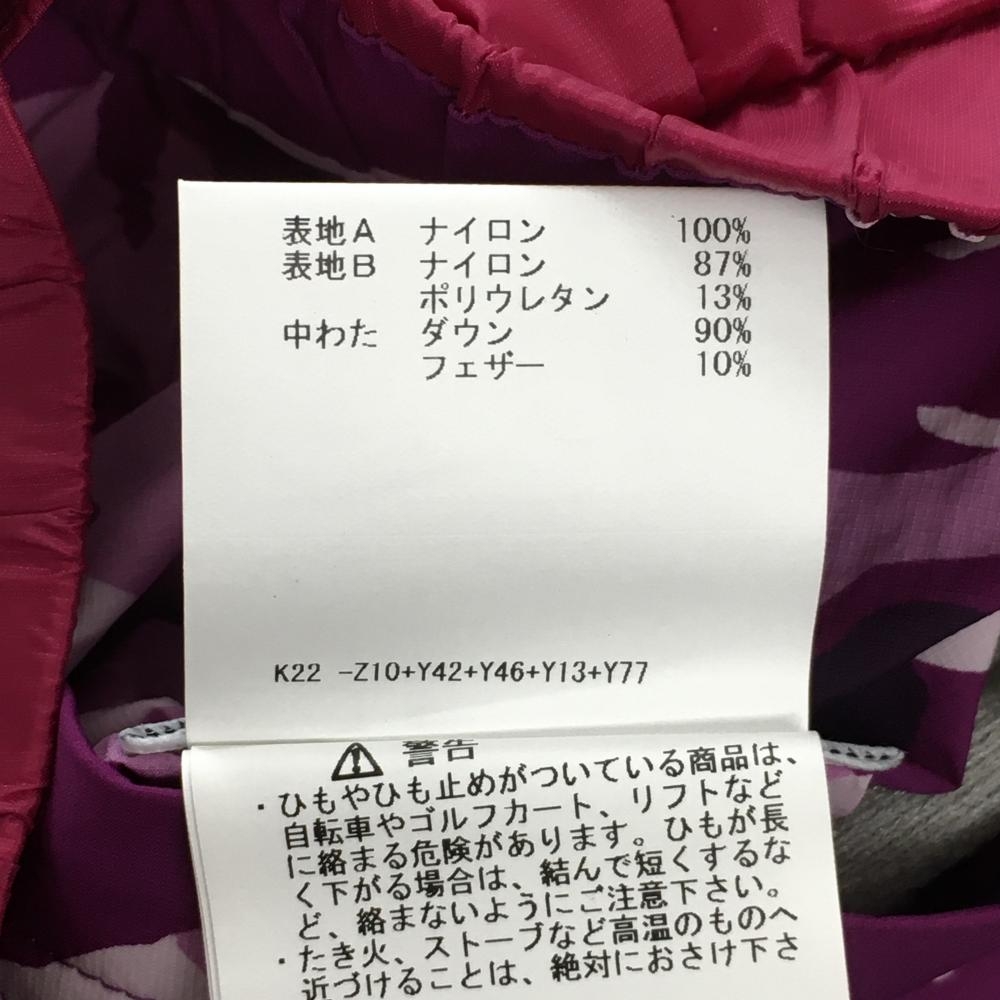 表地A ナイロン 100%
表地B ナイロン 87%
ポリウレタン 13%
中わた ダウン 90%
フェザー 10%
K22 -Z10+Y42+Y46+Y13+Y77
警告
・ひもやひも止めがついている商品は、
自転車やゴルフカート、リフトなど
に絡まる危険があります。ひもが長
く下がる場合は、結んで短くするな
ど、絡まないようにご注意下さい。
・たき火、ストーブなど高温のものへ
近づけることは、絶対におさけ下さ